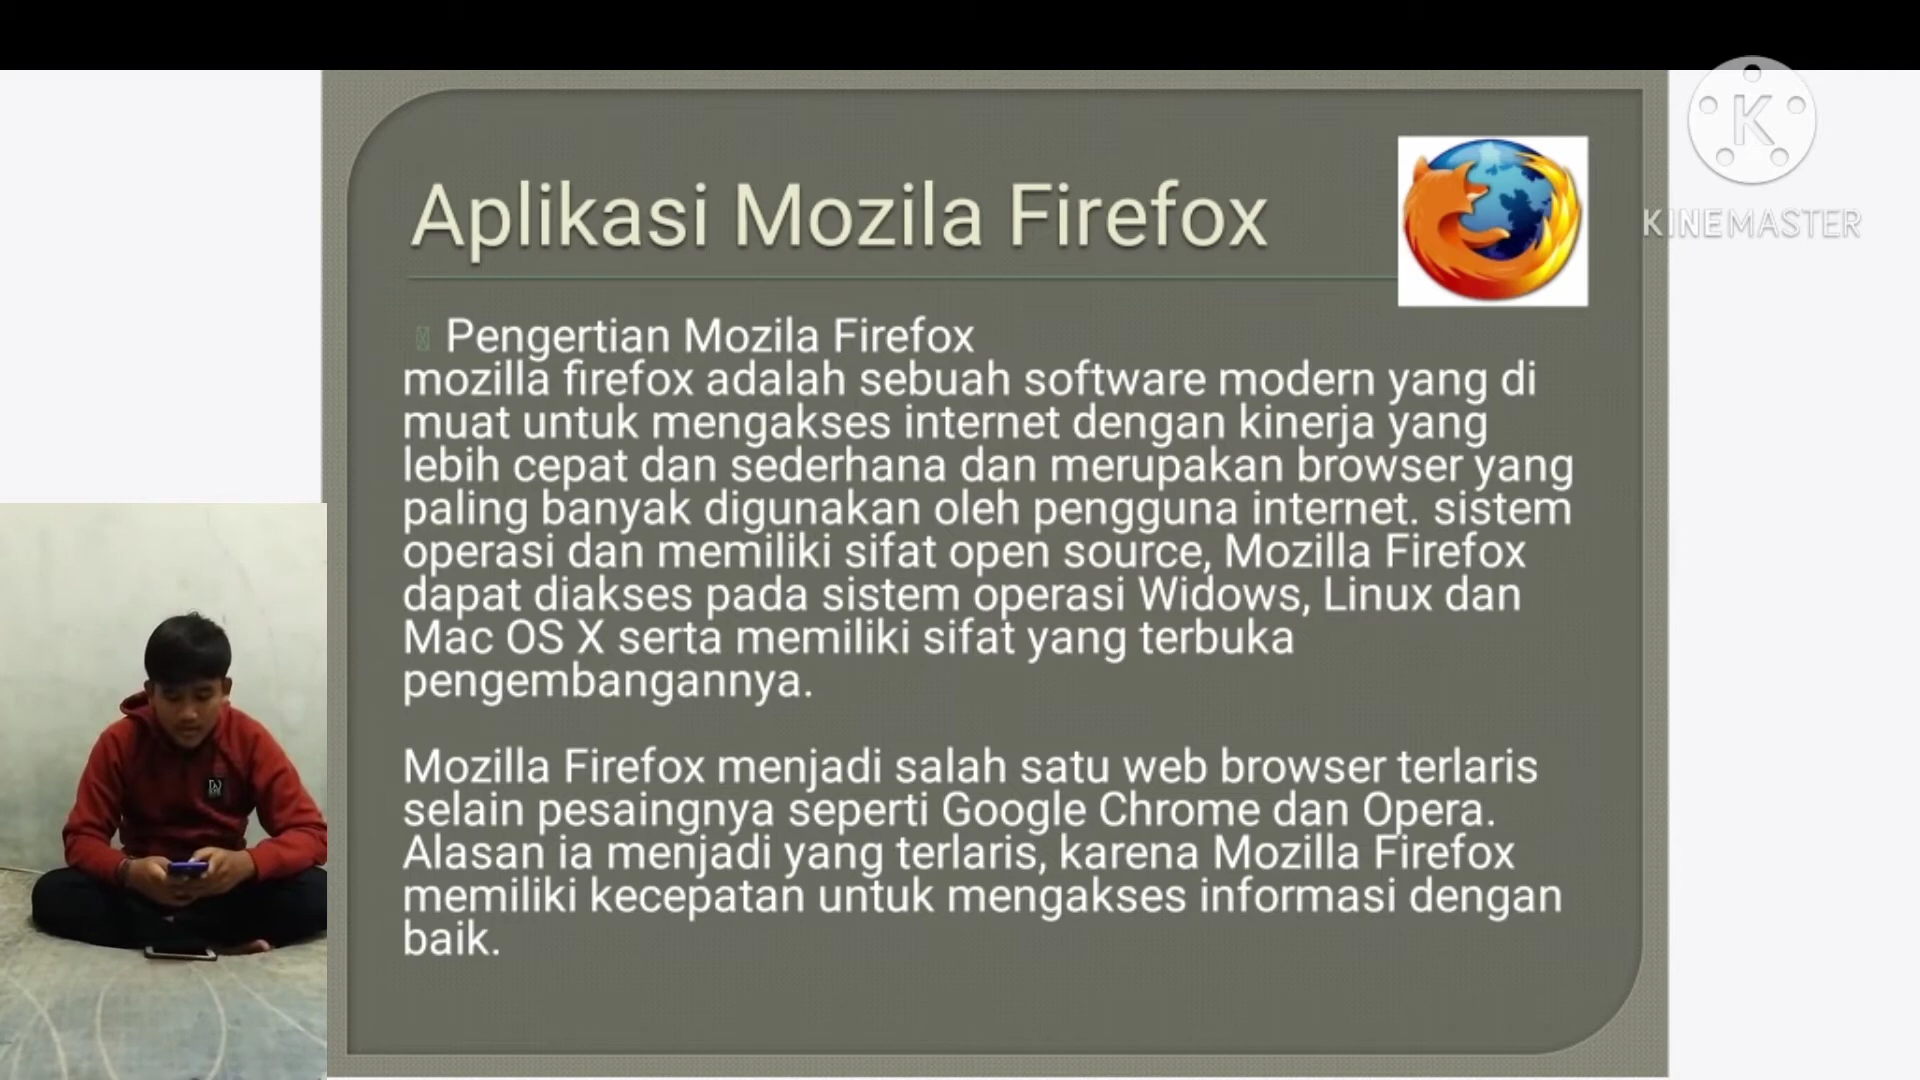 Aplikasi Mozila Firefox
K
KINEMASTER
Pengertian Mozila Firefox
mozilla firefox adalah sebuah software modern yang di
muat untuk mengakses internet dengan kinerja yang
lebih cepat dan sederhana dan merupakan browser yang
paling banyak digunakan oleh pengguna internet. sistem
operasi dan memiliki sifat open source, Mozilla Firefox
dapat diakses pada sistem operasi Widows, Linux dan
Mac OS X serta memiliki sifat yang terbuka
pengembangannya.
Mozilla Firefox menjadi salah satu web browser terlaris
selain pesaingnya seperti Google Chrome dan Opera.
Alasan ia menjadi yang terlaris, karena Mozilla Firefox
memiliki kecepatan untuk mengakses informasi dengan
baik.